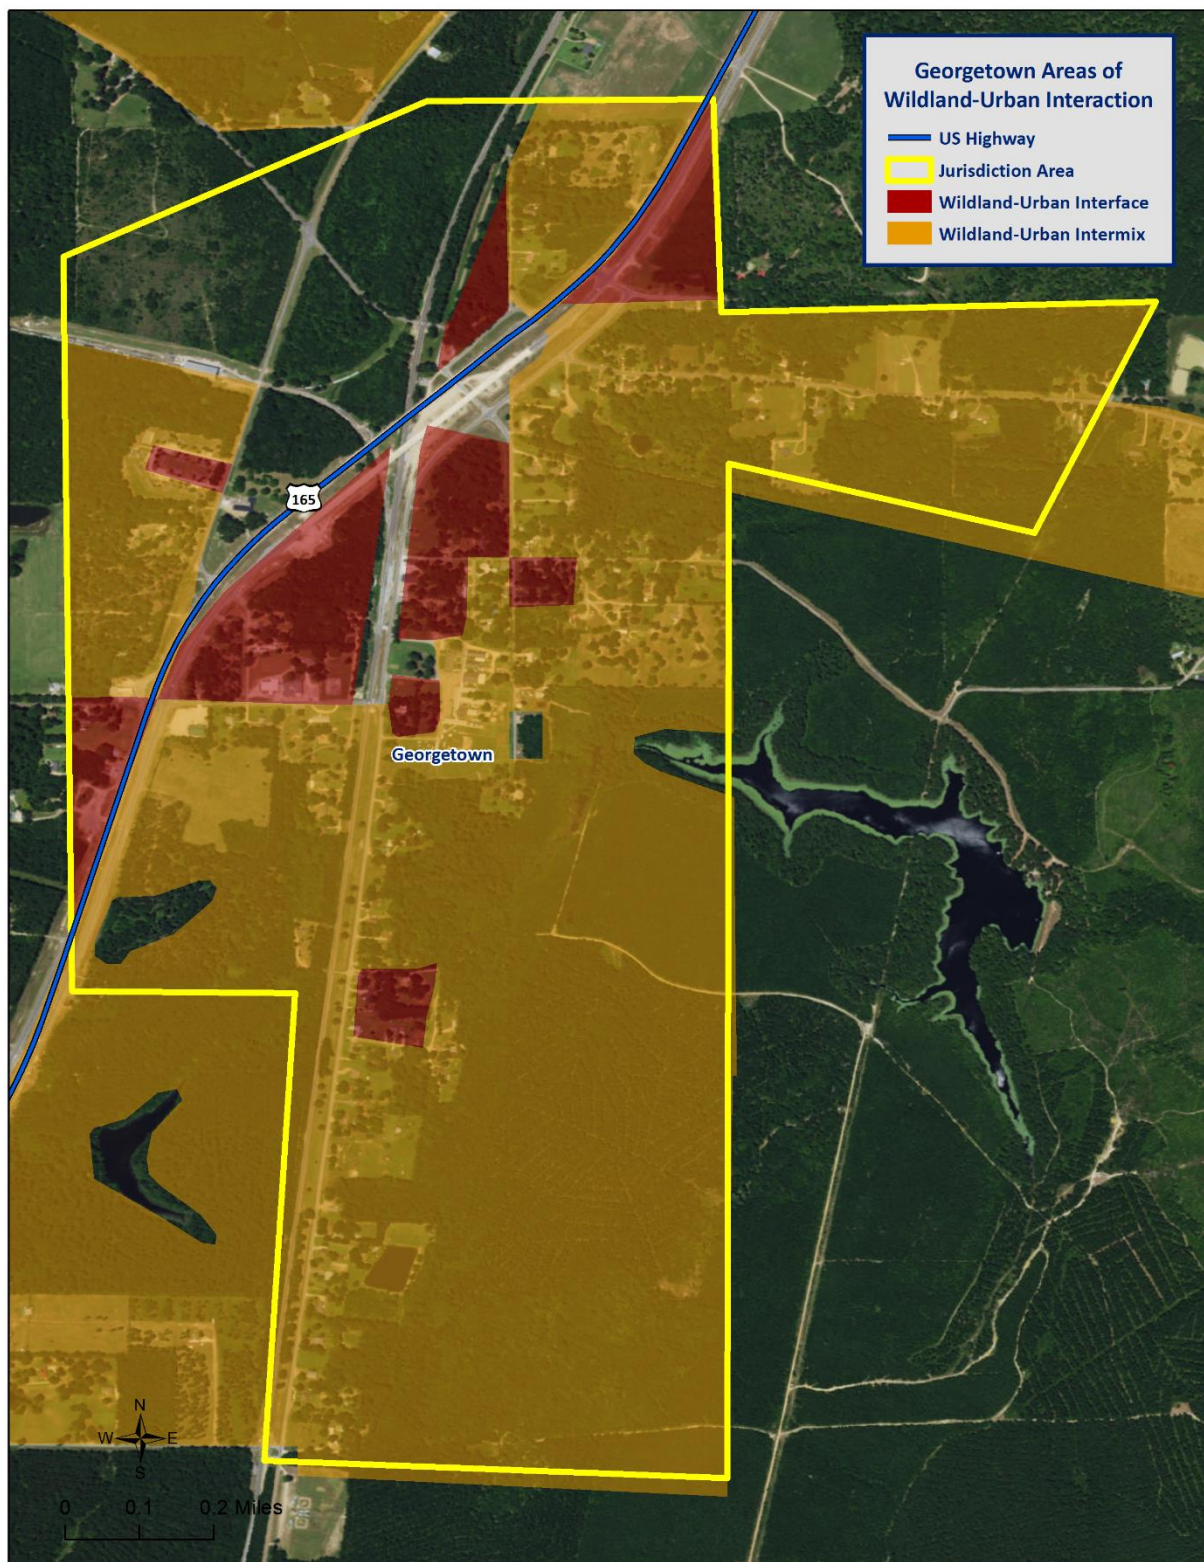 Georgetown Areas of
Wildland-Urban Interaction
US Highway
Jurisdiction Area
Wildland-Urban Interface
Wildland-Urban Intermix
165
Georgetown
N
W E
S
0 0.1 0.2 Miles